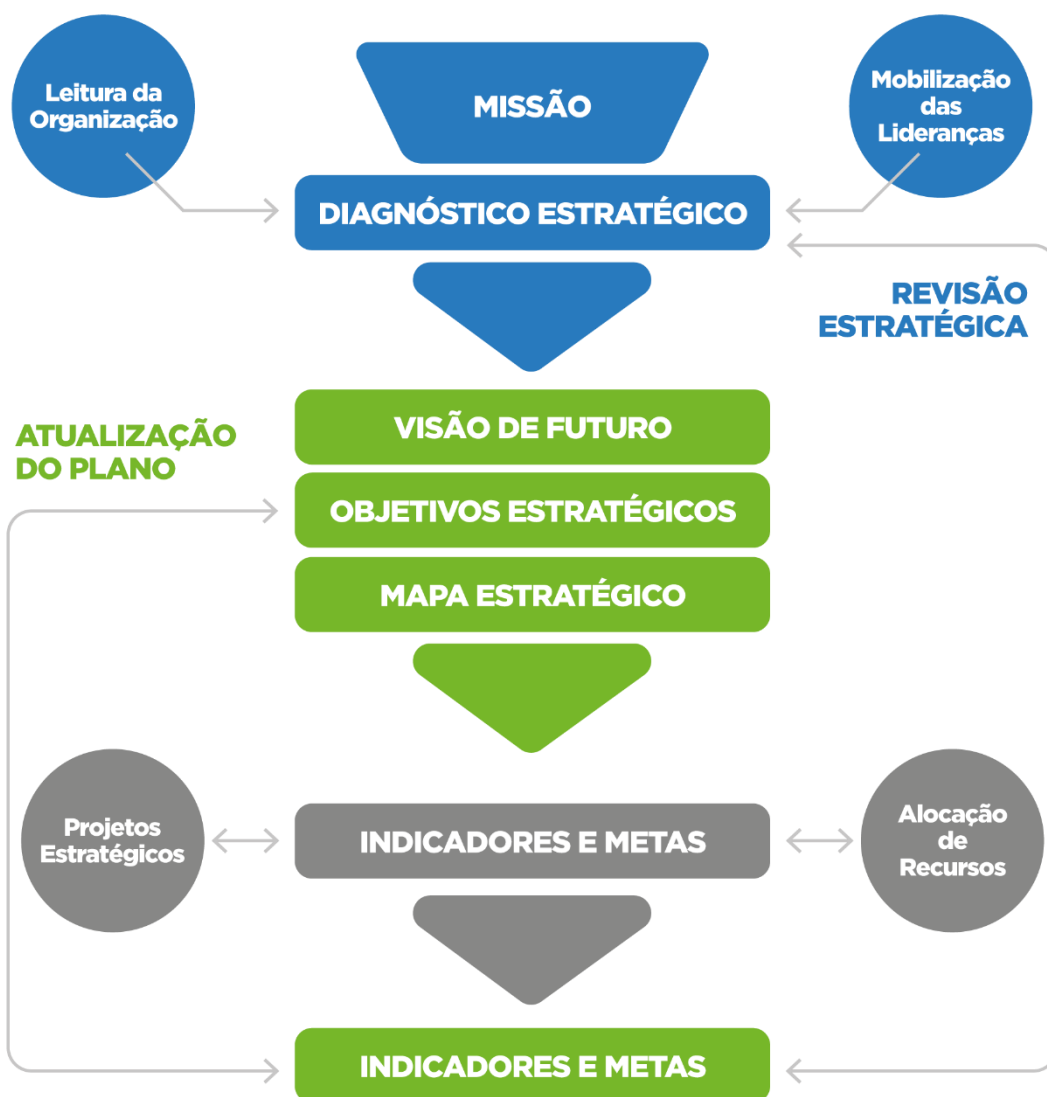 Leitura da
Organização
MISSÃO
Mobilização
das
Lideranças
DIAGNÓSTICO ESTRATÉGICO
REVISÃO
ESTRATÉGICA
VISÃO DE FUTURO
ATUALIZAÇÃO
DO PLANO
OBJETIVOS ESTRATÉGICOS
MAPA ESTRATÉGICO
Projetos
Estratégicos
INDICADORES E METAS
Alocação
de
Recursos
INDICADORES E METAS